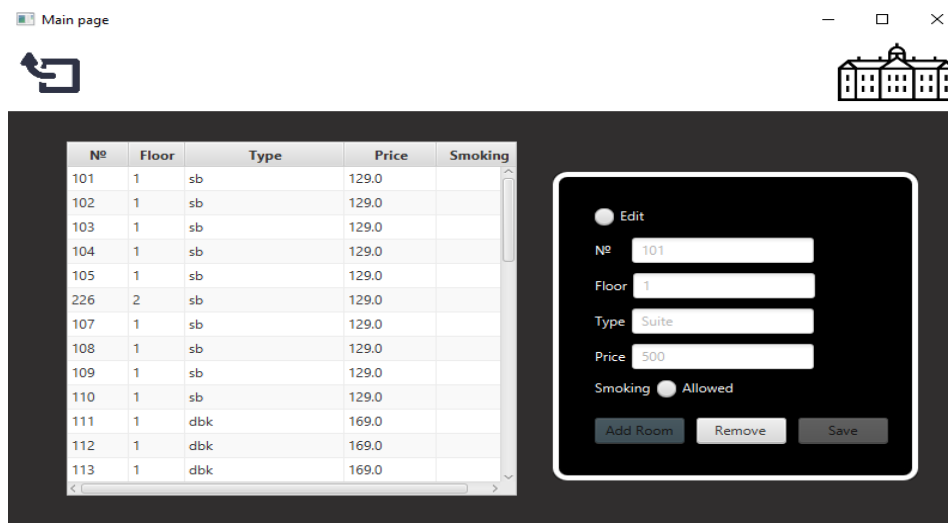 Main page
№ Floor Type Price Smoking
101 1 sb 129.0
102 1 sb 129.0
103 1 sb 129.0
104 1 sb 129.0
105 1 sb 129.0
226 2 sb 129.0
107 1 sb 129.0
108 1 sb 129.0
109 1 sb 129.0
110 1 sb 129.0
111 1 dbk 169.0
112 1 dbk 169.0
113 1 dbk 169.0
Edit
№ 101
Floor 1
Type Suite
Price 500
Smoking Allowed
Add Room Remove Save